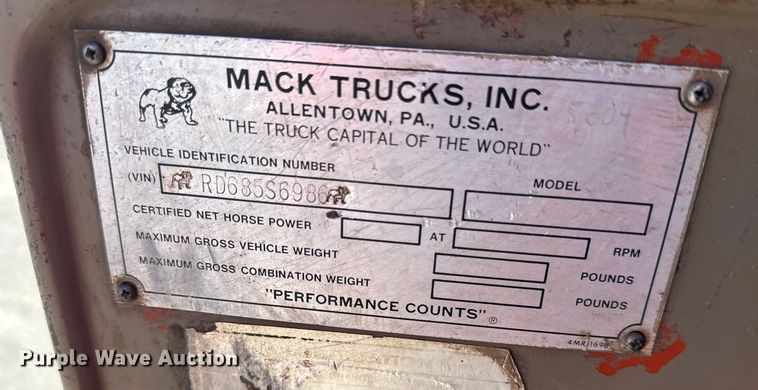 MACK TRUCKS, INC.
ALLENTOWN, PA., U.S.A.
"THE TRUCK CAPITAL OF THE WORLD"
VEHICLE IDENTIFICATION NUMBER
(VIN) RD685S6986 MODEL
CERTIFIED NET HORSE POWER AT RPM
MAXIMUM GROSS VEHICLE WEIGHT POUNDS
MAXIMUM GROSS COMBINATION WEIGHT POUNDS
"PERFORMANCE COUNTS"®
Purple Wave Auction